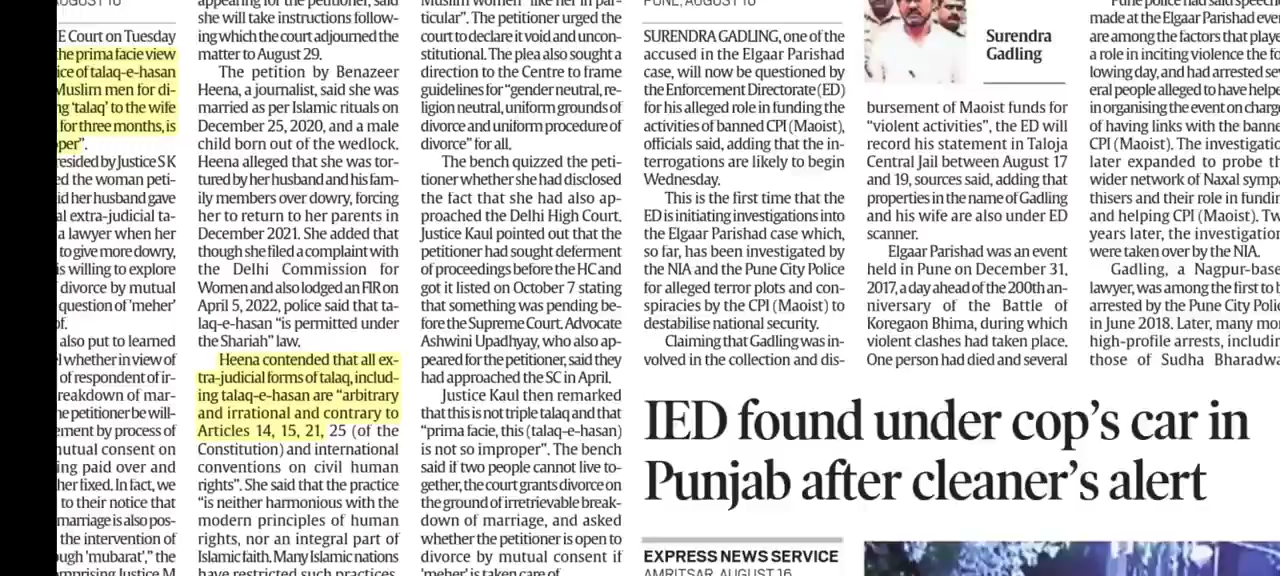 UGUST 16
E Court on Tuesday
the prima facie view
ice of talaq-e-hasan
Muslim men for di-
ng 'talaq' to the wife
for three months, is
oper".
resided by Justice S K
ed the woman peti-
id her husband gave
al extra-judicial ta-
a lawyer when her
to give more dowry,
is willing to explore
divorce by mutual
question of 'meher'
of.
also put to learned
l whether in view of
of respondent of ir-
reakdown of mar-
he petitioner be will-
ement by process of
mutual consent on
ing paid over and
her fixed. In fact, we
to their notice that
marriage is also pos-
the intervention of
ough 'mubarat'," the
omprising Justice M
appearing for the petitioner, said
she will take instructions follow-
ing which the court adjourned the
matter to August 29.
The petition by Benazeer
Heena, a journalist, said she was
married as per Islamic rituals on
December 25, 2020, and a male
child born out of the wedlock.
Heena alleged that she was tor-
tured by her husband and his fam-
ily members over dowry, forcing
her to return to her parents in
December 2021. She added that
though she filed a complaint with
the Delhi Commission for
Women and also lodged an FIR on
April 5, 2022, police said that ta-
laq-e-hasan "is permitted under
the Shariah" law.
Heena contended that all ex-
tra-judicial forms of talaq, includ-
ing talaq-e-hasan are "arbitrary
and irrational and contrary to
Articles 14, 15, 21, 25 (of the
Constitution) and international
conventions on civil human
rights". She said that the practice
"is neither harmonious with the
modern principles of human
rights, nor an integral part of
Islamic faith. Many Islamic nations
have restricted such practices,
Muslim women "like her in par-
ticular". The petitioner urged the
court to declare it void and uncon-
stitutional. The plea also sought a
direction to the Centre to frame
guidelines for "gender neutral, re-
ligion neutral, uniform grounds of
divorce and uniform procedure of
divorce" for all.
The bench quizzed the peti-
tioner whether she had disclosed
the fact that she had also ap-
proached the Delhi High Court.
Justice Kaul pointed out that the
petitioner had sought deferment
of proceedings before the HC and
got it listed on October 7 stating
that something was pending be-
fore the Supreme Court. Advocate
Ashwini Upadhyay, who also ap-
peared for the petitioner, said they
had approached the SC in April.
Justice Kaul then remarked
that this is not triple talaq and that
"prima facie, this (talaq-e-hasan)
is not so improper". The bench
said if two people cannot live to-
gether, the court grants divorce on
the ground of irretrievable break-
down of marriage, and asked
whether the petitioner is open to
divorce by mutual consent if
'meher' is taken care of.
PUNE, AUGUST 16
SURENDRA GADLING, one of the
accused in the Elgaar Parishad
case, will now be questioned by
the Enforcement Directorate (ED)
for his alleged role in funding the
activities of banned CPI (Maoist),
officials said, adding that the in-
terrogations are likely to begin
Wednesday.
This is the first time that the
ED is initiating investigations into
the Elgaar Parishad case which,
so far, has been investigated by
the NIA and the Pune City Police
for alleged terror plots and con-
spiracies by the CPI (Maoist) to
destabilise national security.
Claiming that Gadling was in-
volved in the collection and dis-
Surendra
Gadling
bursement of Maoist funds for
"violent activities", the ED will
record his statement in Taloja
Central Jail between August 17
and 19, sources said, adding that
properties in the name of Gadling
and his wife are also under ED
scanner.
Elgaar Parishad was an event
held in Pune on December 31,
2017, a day ahead of the 200th an-
niversary of the Battle of
Koregaon Bhima, during which
violent clashes had taken place.
One person had died and several
Pune police had said speech
made at the Elgaar Parishad even
are among the factors that playe
a role in inciting violence the fo
lowing day, and had arrested sev
eral people alleged to have helpe
in organising the event on charg
of having links with the banne
CPI (Maoist). The investigatio
later expanded to probe th
wider network of Naxal sympa
thisers and their role in fundin
and helping CPI (Maoist). Tw
years later, the investigation
were taken over by the NIA.
Gadling, a Nagpur-base
lawyer, was among the first to b
arrested by the Pune City Polic
in June 2018. Later, many mor
high-profile arrests, includin
those of Sudha Bharadwa
IED found under cop's car in
Punjab after cleaner's alert
EXPRESS NEWS SERVICE
AMRITSAR, AUGUST 16